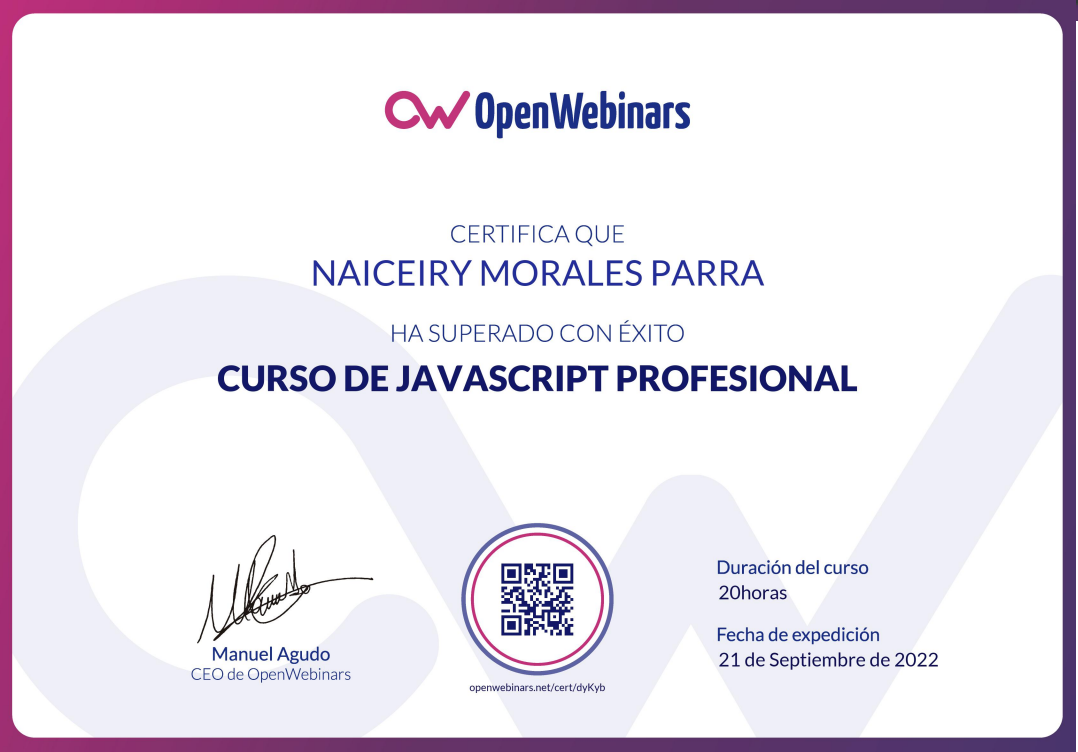 OpenWebinars
CERTIFICA QUE
NAICEIRY MORALES PARRA
HA SUPERADO CON ÉXITO
CURSO DE JAVASCRIPT PROFESIONAL
Manuel Agudo
CEO de OpenWebinars
openwebinars.net/cert/dyKyb
Duración del curso
20horas
Fecha de expedición
21 de Septiembre de 2022